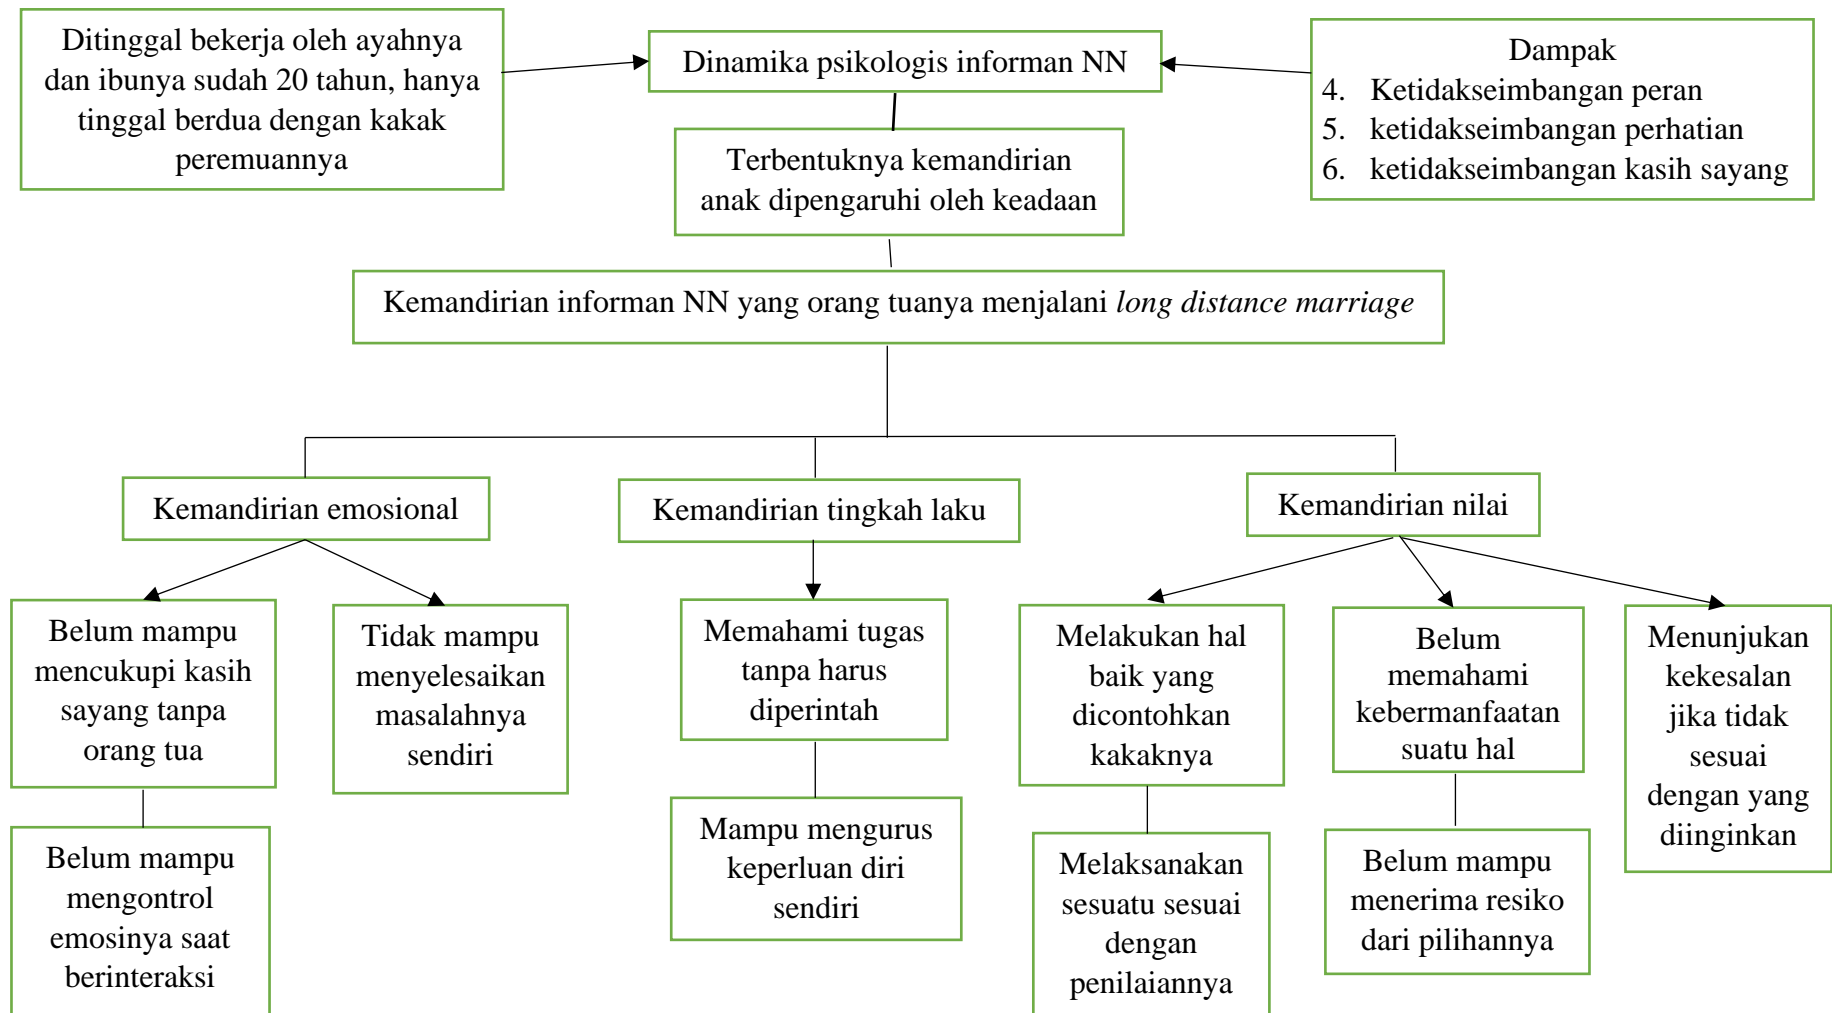 Ditinggal bekerja oleh ayahnya
dan ibunya sudah 20 tahun, hanya
tinggal berdua dengan kakak
peremuannya
Dinamika psikologis informan NN
Dampak
4. Ketidakseimbangan peran
5. ketidakseimbangan perhatian
6. ketidakseimbangan kasih sayang
Terbentuknya kemandirian
anak dipengaruhi oleh keadaan
Kemandirian informan NN yang orang tuanya menjalani long distance marriage
Kemandirian emosional
Kemandirian tingkah laku
Kemandirian nilai
Belum mampu
mencukupi kasih
sayang tanpa
orang tua
Tidak mampu
menyelesaikan
masalahnya
sendiri
Memahami tugas
tanpa harus
diperintah
Melakukan hal
baik yang
dicontohkan
kakaknya
Belum
memahami
kebermanfaatan
suatu hal
Menunjukan
kekesalan
jika tidak
sesuai
dengan yang
diinginkan
Belum mampu
mengontrol
emosinya saat
berinteraksi
Mampu mengurus
keperluan diri
sendiri
Melaksanakan
sesuatu sesuai
dengan
penilaiannya
Belum mampu
menerima resiko
dari pilihannya